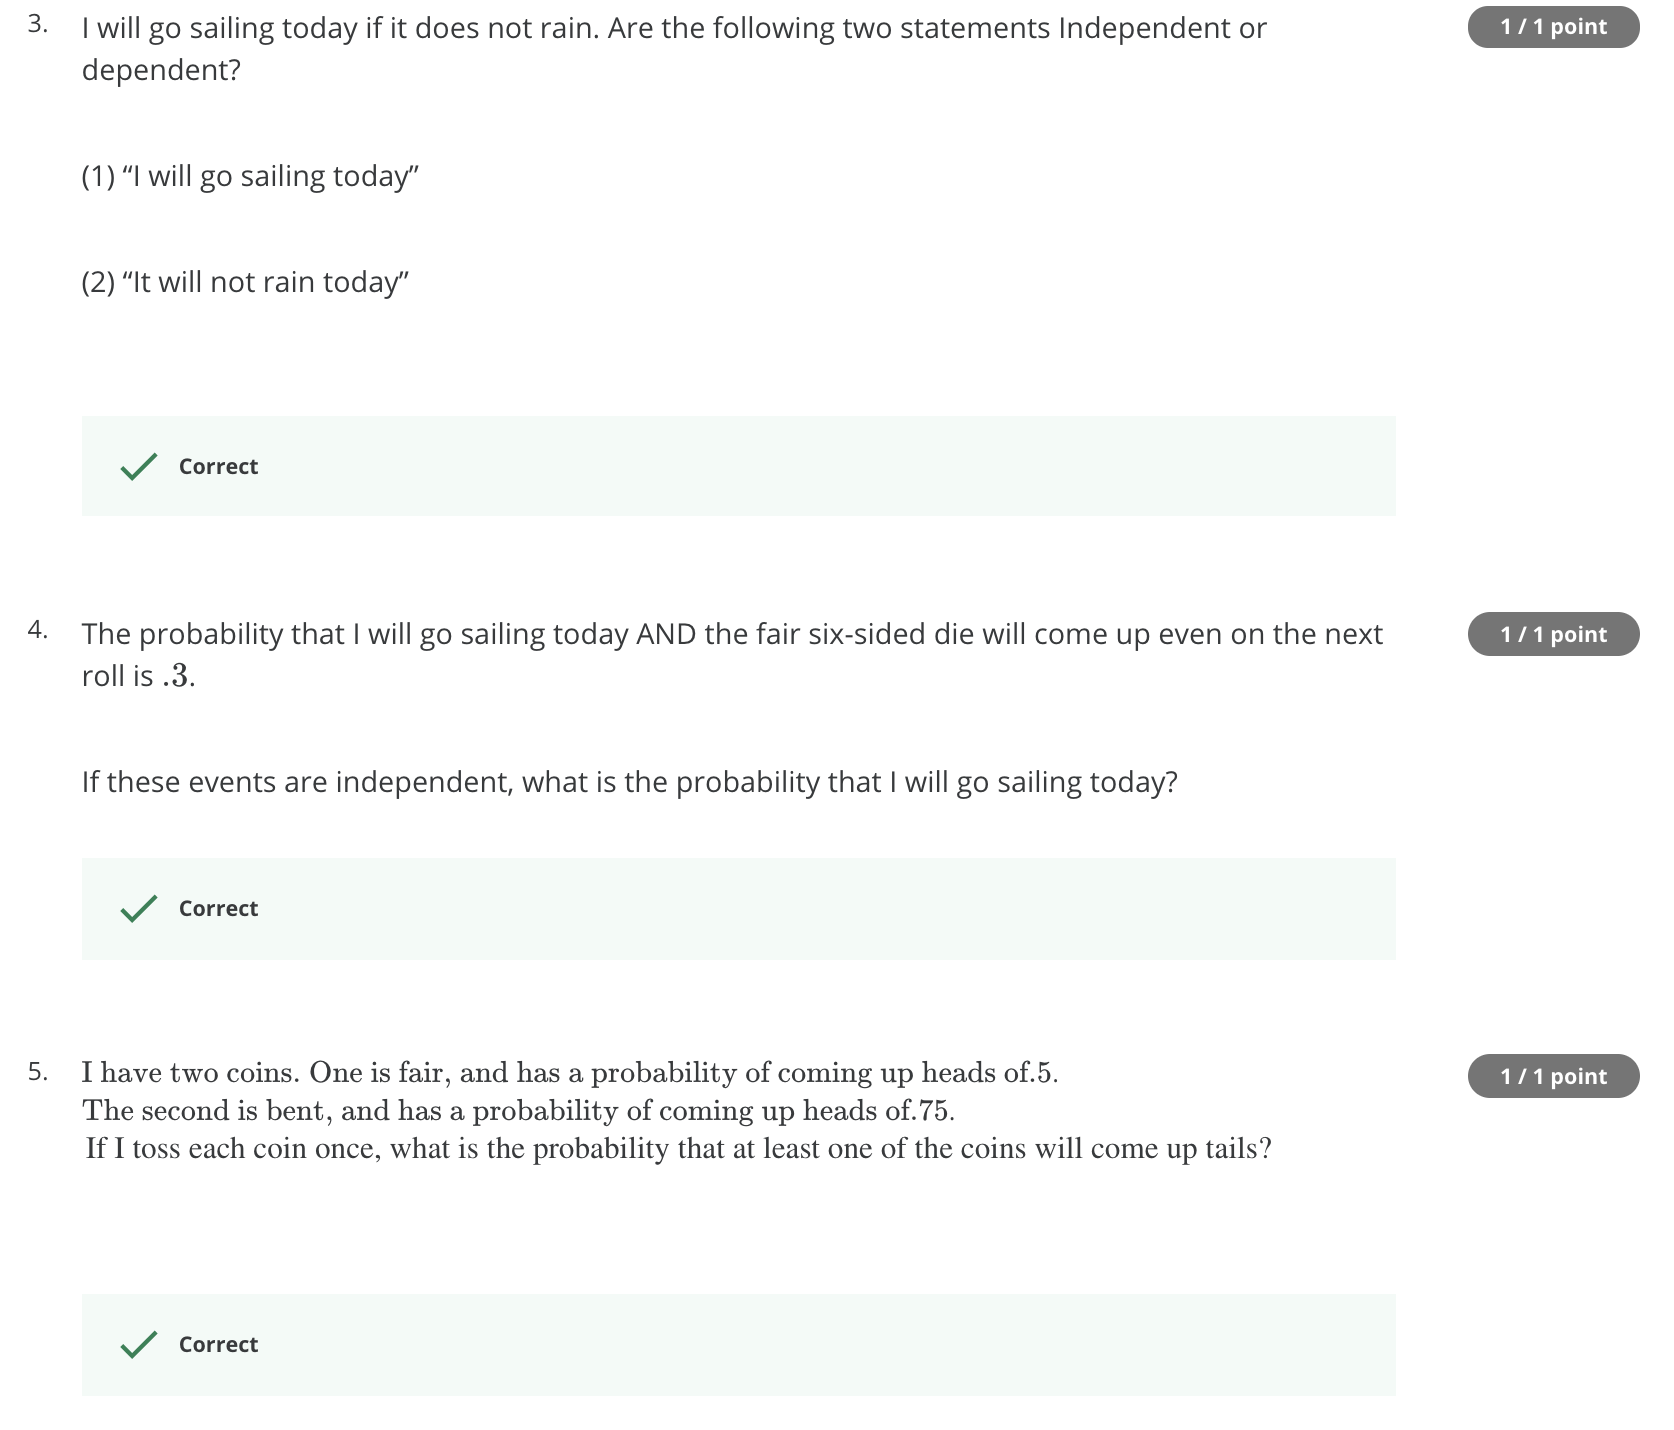 3. I will go sailing today if it does not rain. Are the following two statements Independent or 1 / 1 point
dependent?
(1) “I will go sailing today”
(2) “It will not rain today”
Correct
4. The probability that I will go sailing today AND the fair six-sided die will come up even on the next 1 / 1 point
roll is .3.
If these events are independent, what is the probability that I will go sailing today?
Correct
5. I have two coins. One is fair, and has a probability of coming up heads of.5. 1 / 1 point
The second is bent, and has a probability of coming up heads of.75.
If I toss each coin once, what is the probability that at least one of the coins will come up tails?
Correct